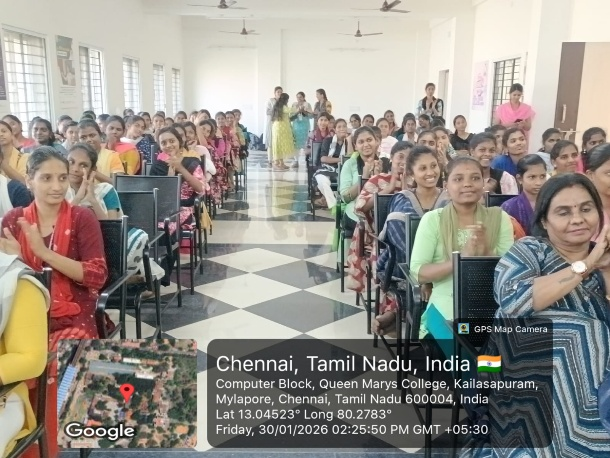 GPS Map Camera
Chennai, Tamil Nadu, India
Computer Block, Queen Marys College, Kailasapuram,
Mylapore, Chennai, Tamil Nadu 600004, India
Lat 13.04523° Long 80.2783°
Friday, 30/01/2026 02:25:50 PM GMT +05:30
Google